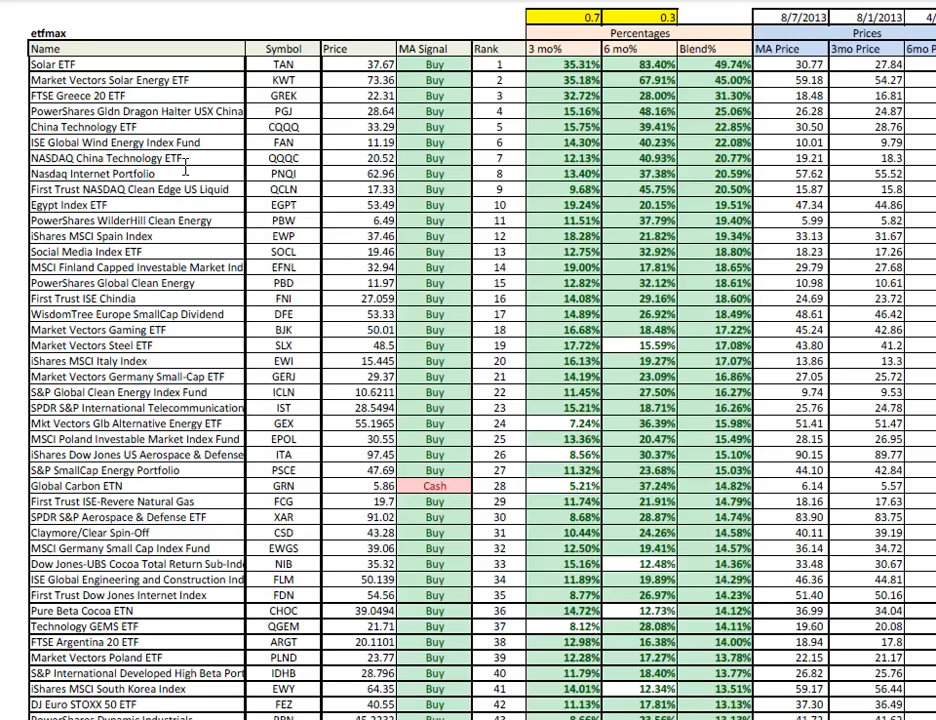 0.7 0.3 8/7/2013 8/1/2013 4/
etfmax Percentages Prices
Name Symbol Price MA Signal Rank 3 mo% 6 mo% Blend% MA Price 3mo Price 6mo P
Solar ETF TAN 37.67 Buy 1 35.31% 83.40% 49.74% 30.77 27.84
Market Vectors Solar Energy ETF KWT 73.36 Buy 2 35.18% 67.91% 45.00% 59.18 54.27
FTSE Greece 20 ETF GREK 22.31 Buy 3 32.72% 28.00% 31.30% 18.48 16.81
PowerShares Gldn Dragon Halter USX China PGJ 28.64 Buy 4 15.16% 48.16% 25.06% 26.28 24.87
China Technology ETF CQQQ 33.29 Buy 5 15.75% 39.41% 22.85% 30.50 28.76
ISE Global Wind Energy Index Fund FAN 11.19 Buy 6 14.30% 40.23% 22.08% 10.01 9.79
NASDAQ China Technology ETF QQQC 20.52 Buy 7 12.13% 40.93% 20.77% 19.21 18.3
Nasdaq Internet Portfolio PNQI 62.96 Buy 8 13.40% 37.38% 20.59% 57.62 55.52
First Trust NASDAQ Clean Edge US Liquid QCLN 17.33 Buy 9 9.68% 45.75% 20.50% 15.87 15.8
Egypt Index ETF EGPT 53.49 Buy 10 19.24% 20.15% 19.51% 47.34 44.86
PowerShares WilderHill Clean Energy PBW 6.49 Buy 11 11.51% 37.79% 19.40% 5.99 5.82
iShares MSCI Spain Index EWP 37.46 Buy 12 18.28% 21.82% 19.34% 33.13 31.67
Social Media Index ETF SOCL 19.46 Buy 13 12.75% 32.92% 18.80% 18.23 17.26
MSCI Finland Capped Investable Market Ind EFNL 32.94 Buy 14 19.00% 17.81% 18.65% 29.79 27.68
PowerShares Global Clean Energy PBD 11.97 Buy 15 12.82% 32.12% 18.61% 10.98 10.61
First Trust ISE Chindia FNI 27.059 Buy 16 14.08% 29.16% 18.60% 24.69 23.72
WisdomTree Europe SmallCap Dividend DFE 53.33 Buy 17 14.89% 26.92% 18.49% 48.61 46.42
Market Vectors Gaming ETF BJK 50.01 Buy 18 16.68% 18.48% 17.22% 45.24 42.86
Market Vectors Steel ETF SLX 48.5 Buy 19 17.72% 15.59% 17.08% 43.80 41.2
iShares MSCI Italy Index EWI 15.445 Buy 20 16.13% 19.27% 17.07% 13.86 13.3
Market Vectors Germany Small-Cap ETF GERJ 29.37 Buy 21 14.19% 23.09% 16.86% 27.05 25.72
S&P Global Clean Energy Index Fund ICLN 10.6211 Buy 22 11.45% 27.50% 16.27% 9.74 9.53
SPDR S&P International Telecommunication IST 28.5494 Buy 23 15.21% 18.71% 16.26% 25.76 24.78
Mkt Vectors Glb Alternative Energy ETF GEX 55.1965 Buy 24 7.24% 36.39% 15.98% 51.41 51.47
MSCI Poland Investable Market Index Fund EPOL 30.55 Buy 25 13.36% 20.47% 15.49% 28.15 26.95
iShares Dow Jones US Aerospace & Defense ITA 97.45 Buy 26 8.56% 30.37% 15.10% 90.15 89.77
S&P SmallCap Energy Portfolio PSCE 47.69 Buy 27 11.32% 23.68% 15.03% 44.10 42.84
Global Carbon ETN GRN 5.86 Cash 28 5.21% 37.24% 14.82% 6.14 5.57
First Trust ISE-Revere Natural Gas FCG 19.7 Buy 29 11.74% 21.91% 14.79% 18.16 17.63
SPDR S&P Aerospace & Defense ETF XAR 91.02 Buy 30 8.68% 28.87% 14.74% 83.90 83.75
Claymore/Clear Spin-Off CSD 43.28 Buy 31 10.44% 24.26% 14.58% 40.11 39.19
MSCI Germany Small Cap Index Fund EWGS 39.06 Buy 32 12.50% 19.41% 14.57% 36.14 34.72
Dow Jones-UBS Cocoa Total Return Sub-Ind NIB 35.32 Buy 33 15.16% 12.48% 14.36% 33.48 30.67
ISE Global Engineering and Construction Ind FLM 50.139 Buy 34 11.89% 19.89% 14.29% 46.36 44.81
First Trust Dow Jones Internet Index FDN 54.56 Buy 35 8.77% 26.97% 14.23% 51.40 50.16
Pure Beta Cocoa ETN CHOC 39.0494 Buy 36 14.72% 12.73% 14.12% 36.99 34.04
Technology GEMS ETF QGEM 21.71 Buy 37 8.12% 28.08% 14.11% 19.60 20.08
FTSE Argentina 20 ETF ARGT 20.1101 Buy 38 12.98% 16.38% 14.00% 18.94 17.8
Market Vectors Poland ETF PLND 23.77 Buy 39 12.28% 17.27% 13.78% 22.15 21.17
S&P International Developed High Beta Port IDHB 28.796 Buy 40 11.79% 18.40% 13.77% 26.82 25.76
iShares MSCI South Korea Index EWY 64.35 Buy 41 14.01% 12.34% 13.51% 59.17 56.44
DJ Euro STOXX 50 ETF FEZ 40.55 Buy 42 11.13% 17.81% 13.13% 37.30 36.49